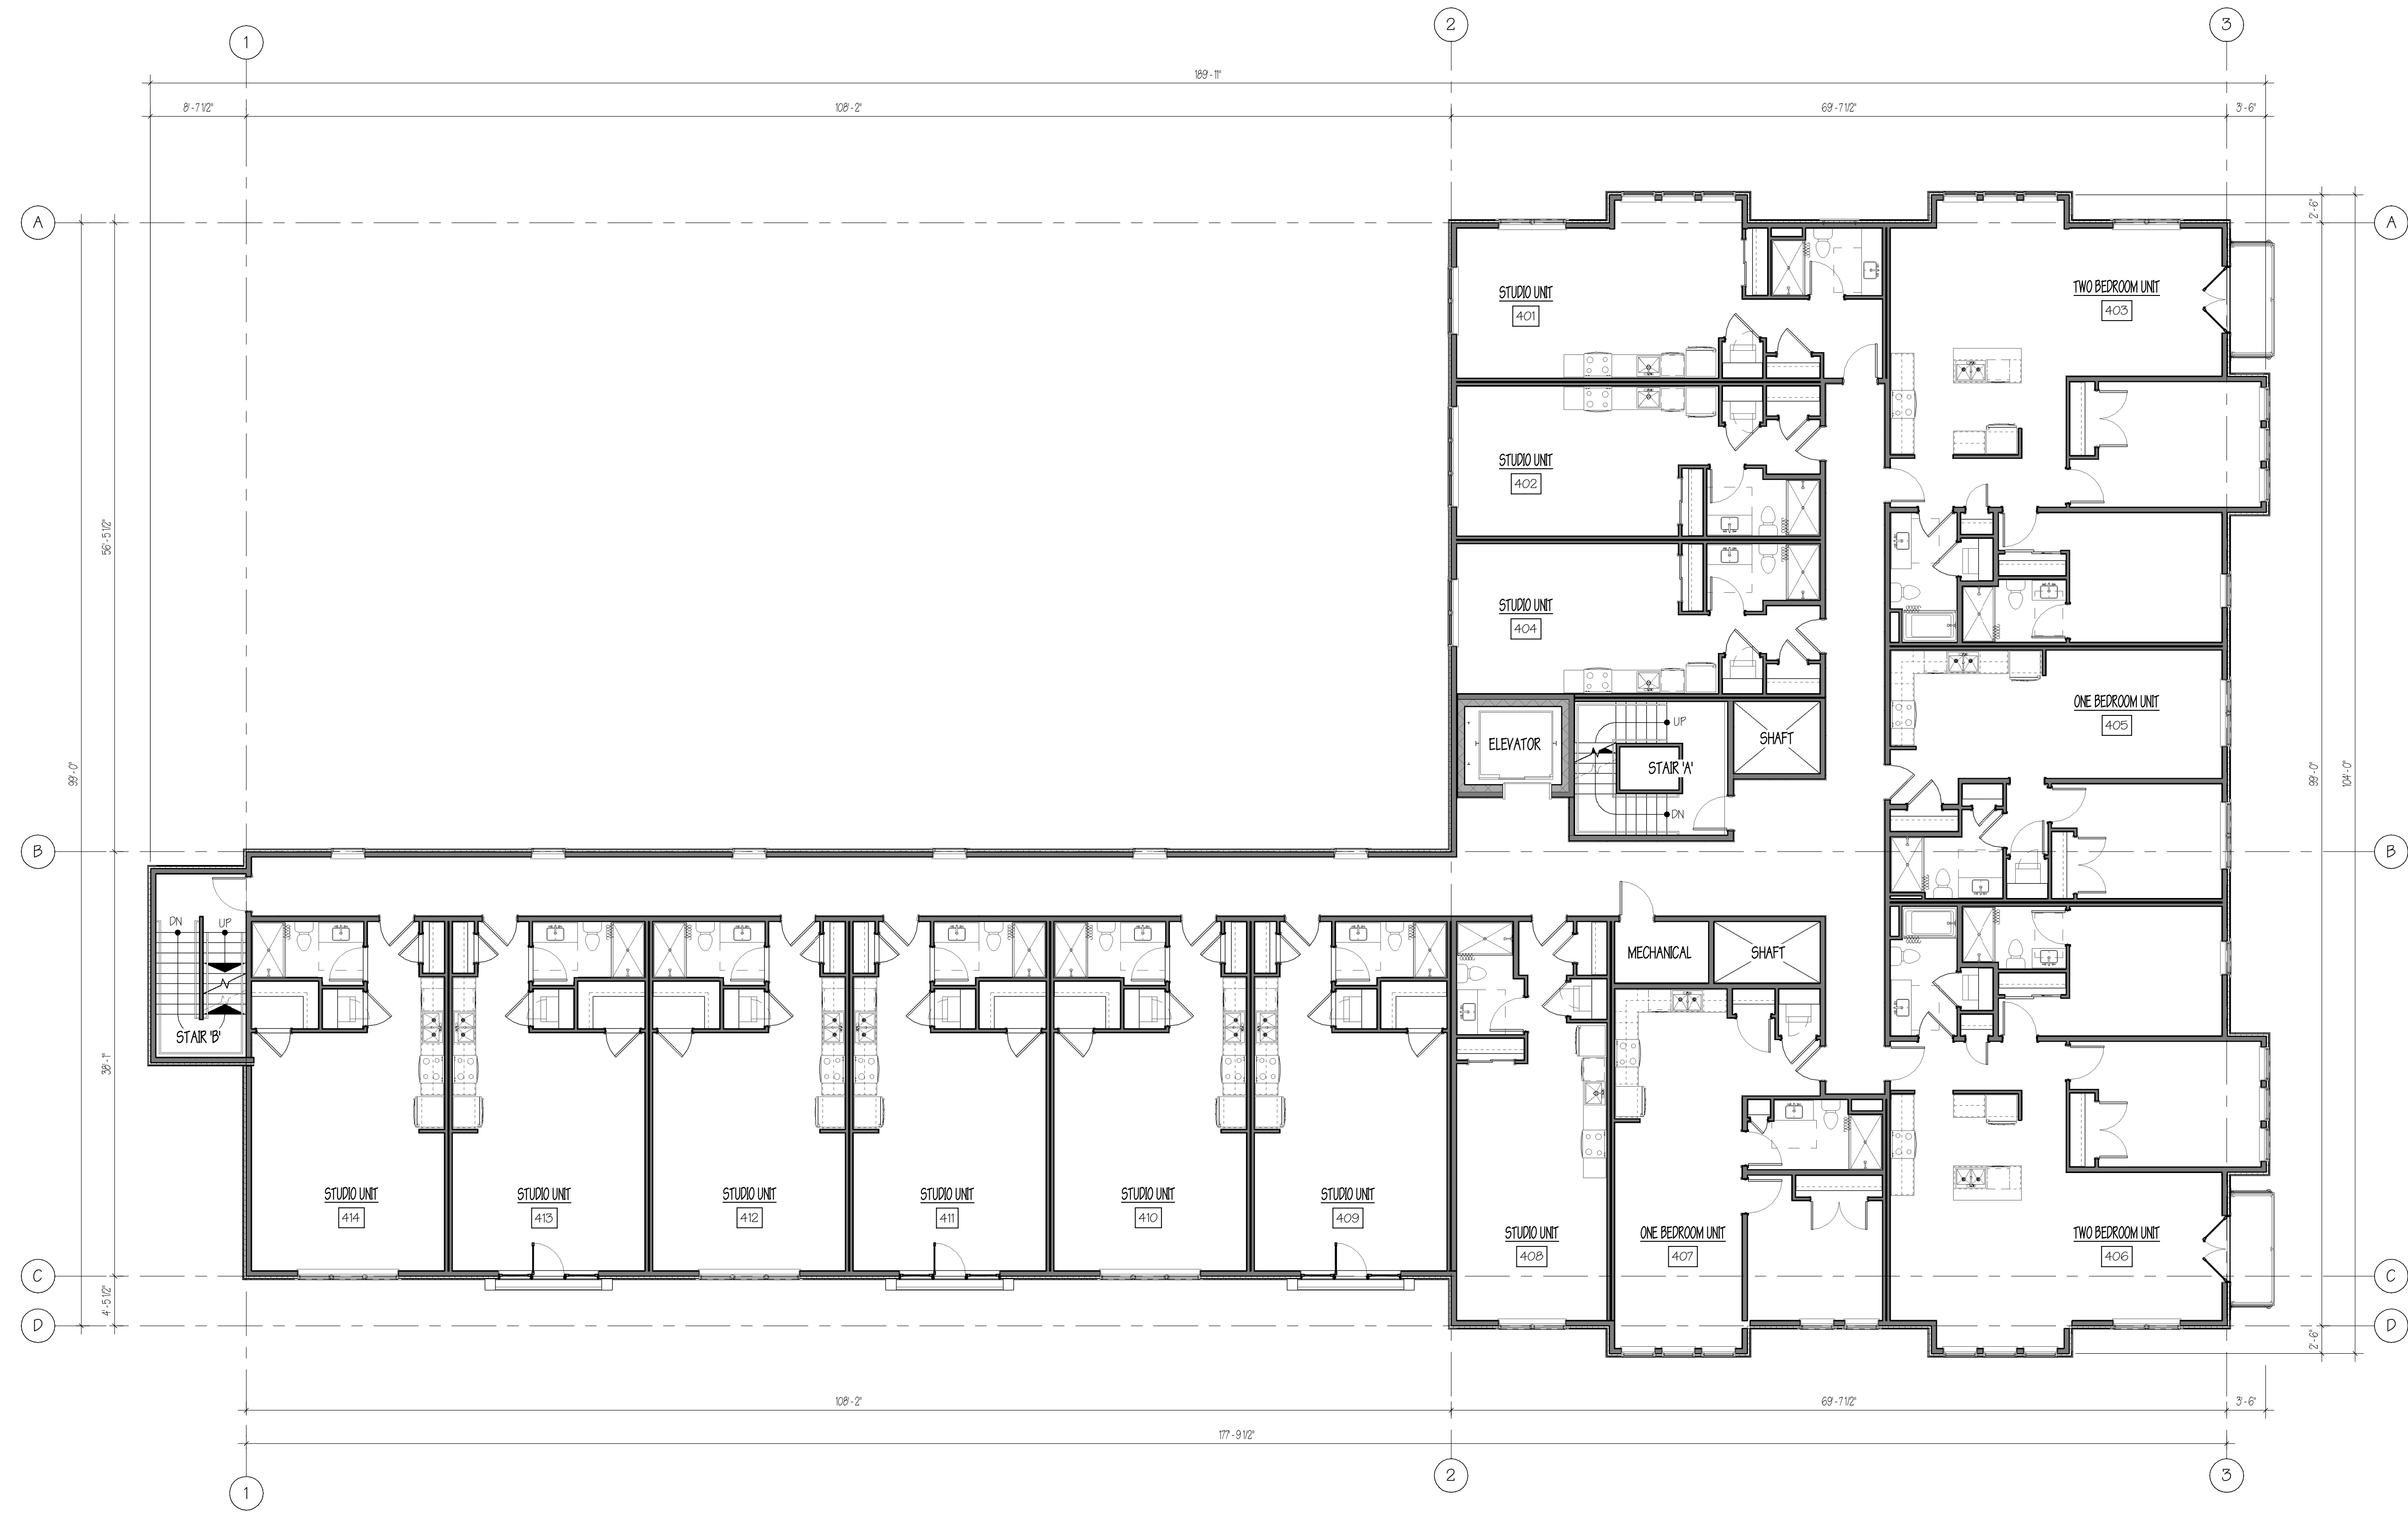 1
2
3
189'-11"
8'-7 1/2"
108'-2"
69'-7 1/2"
3'-6"
A
A
2'-6"
STUDIO UNIT
401
TWO BEDROOM UNIT
403
STUDIO UNIT
402
56'-5 1/2"
STUDIO UNIT
404
ONE BEDROOM UNIT
405
UP
ELEVATOR
SHAFT
STAIR 'A'
99'-0"
99'-0"
104'-0"
DN
B
B
DN
UP
MECHANICAL
SHAFT
STAIR 'B'
38'-1"
STUDIO UNIT
414
STUDIO UNIT
413
STUDIO UNIT
412
STUDIO UNIT
411
STUDIO UNIT
410
STUDIO UNIT
409
STUDIO UNIT
408
ONE BEDROOM UNIT
407
TWO BEDROOM UNIT
406
C
C
4'-5 1/2"
D
D
2'-6"
108'-2"
69'-7 1/2"
3'-6"
177'-9 1/2"
1
2
3